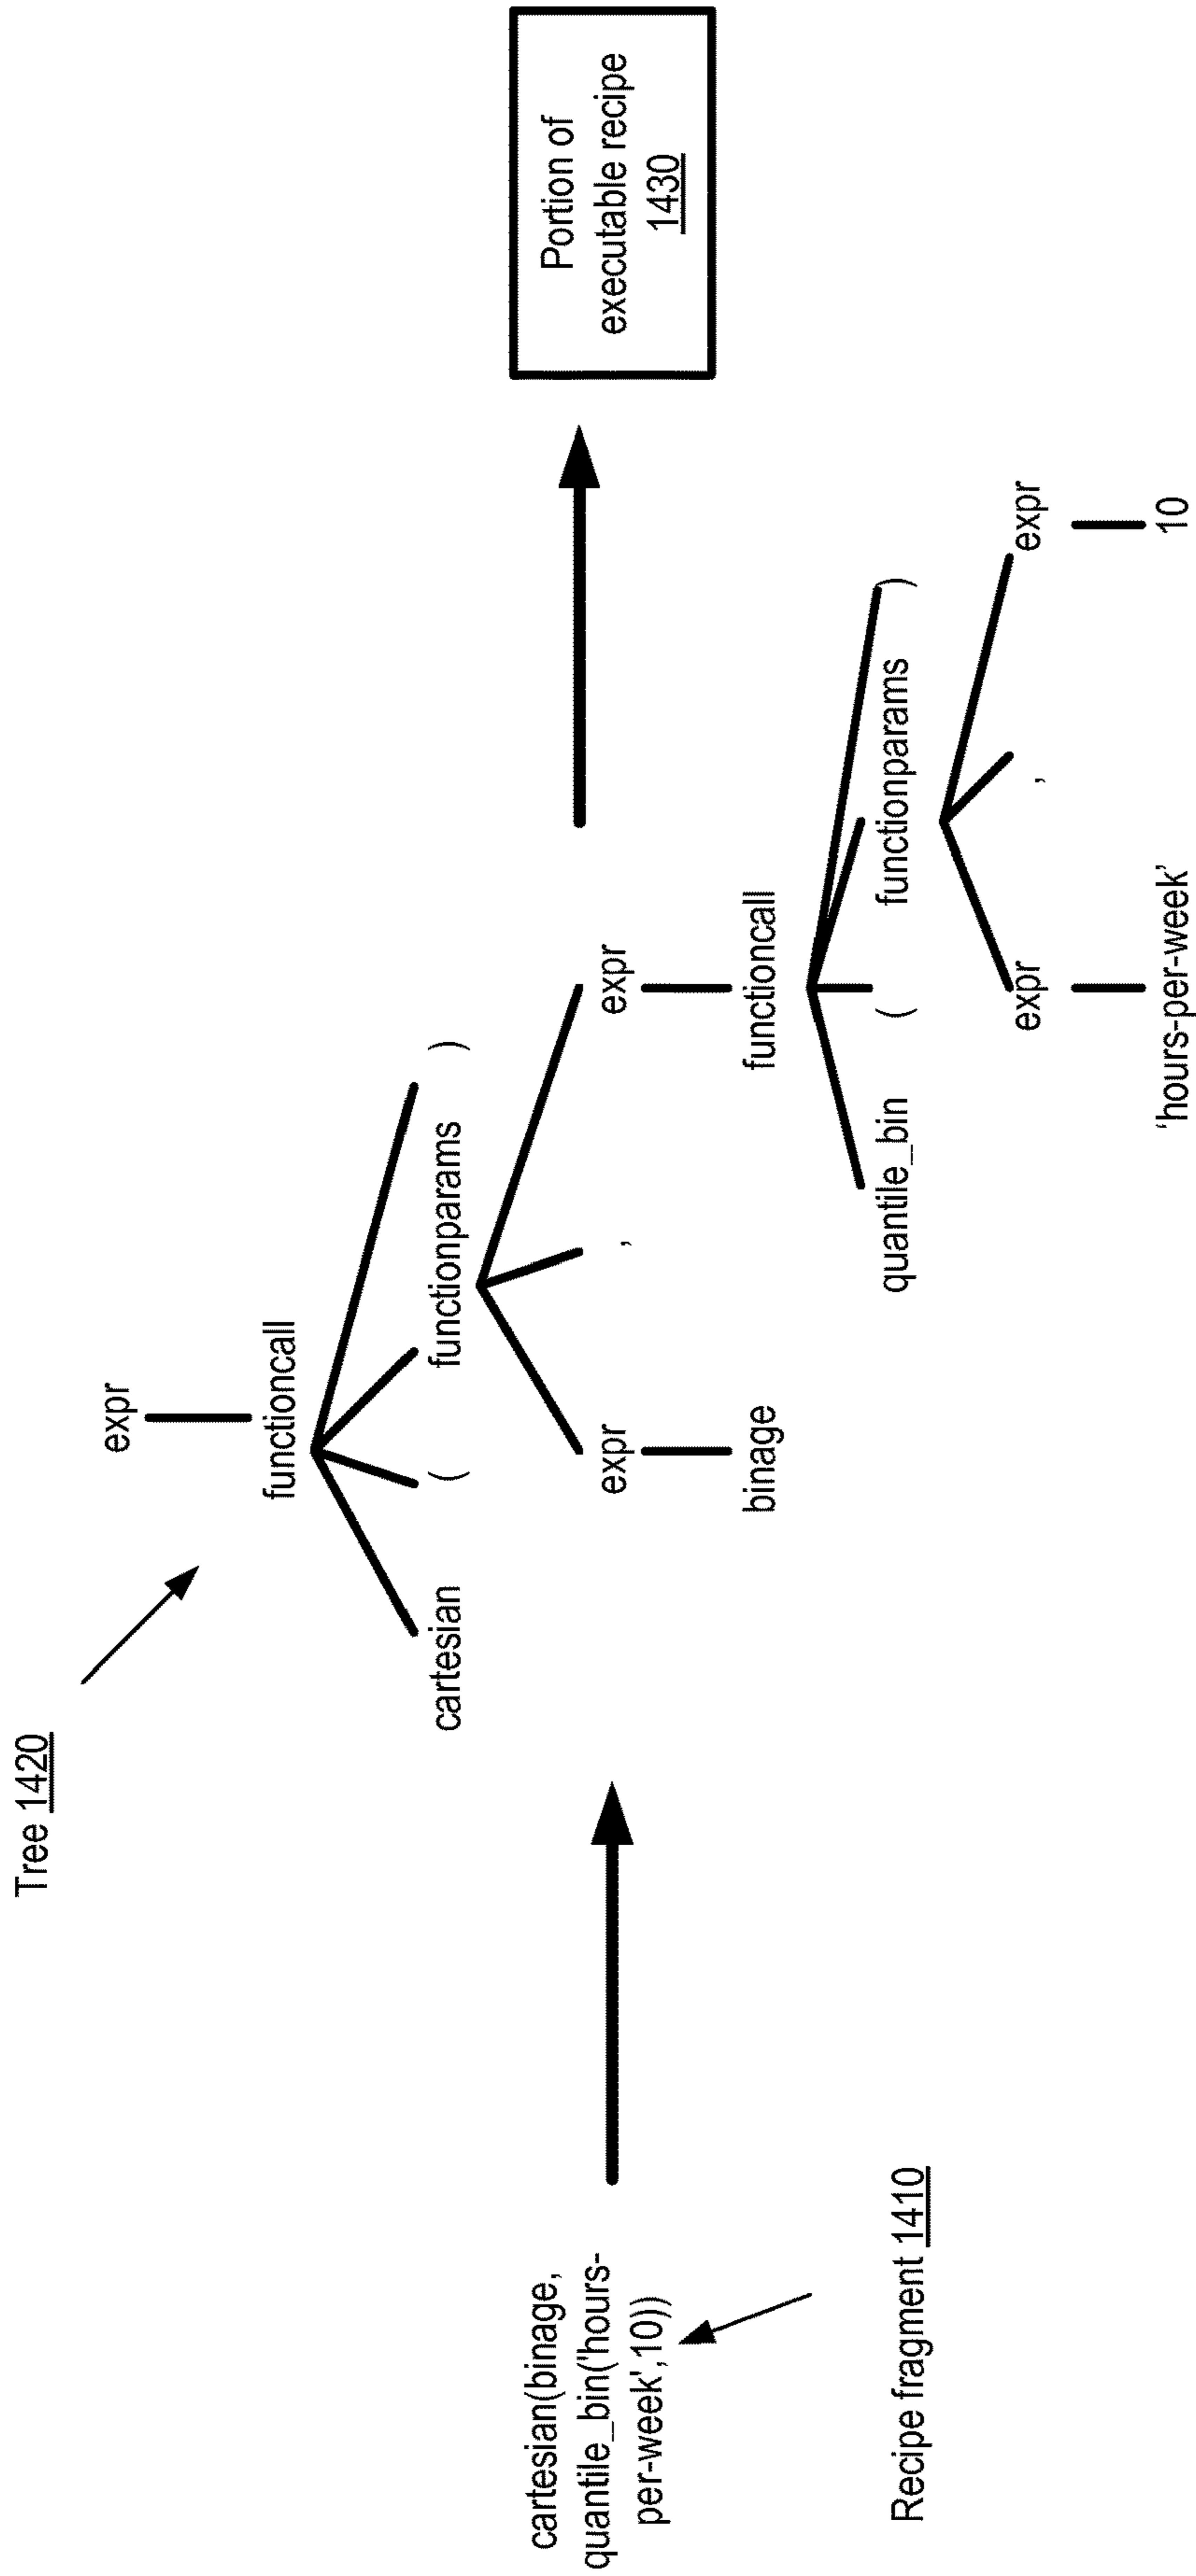 Tree 1420
expr
functioncall
cartesian ( functionparams )
expr , expr
binage functioncall
quantile_bin ( functionparams )
expr , expr
‘hours-per-week’ 10
cartesian(binage,
quantile_bin('hours-
per-week',10))
Recipe fragment 1410
Portion of
executable recipe
1430